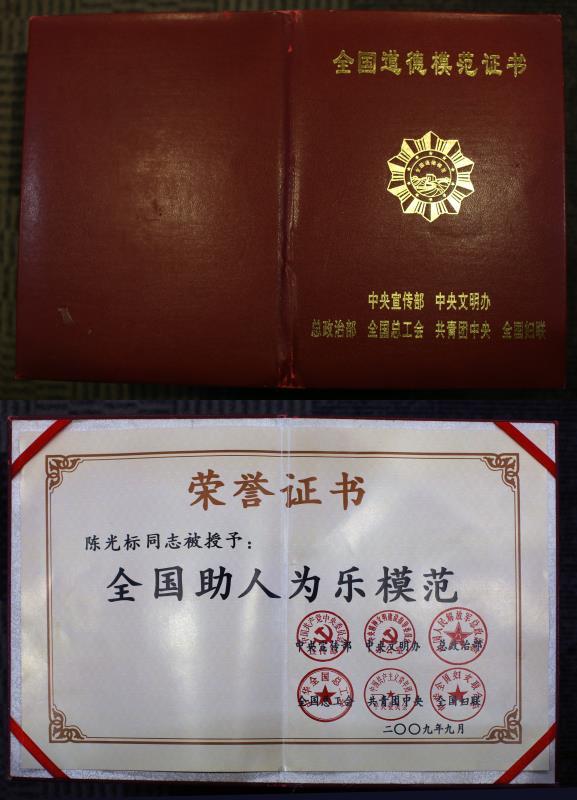 全国道德模范证书
中央宣传部 中央文明办
总政治部 全国总工会 共青团中央 全国妇联
荣誉证书
陈光标同志被授予：
全国助人为乐模范
中央宣传部 中央文明办 总政治部
全国总工会 共青团中央 全国妇联
二〇〇九年九月